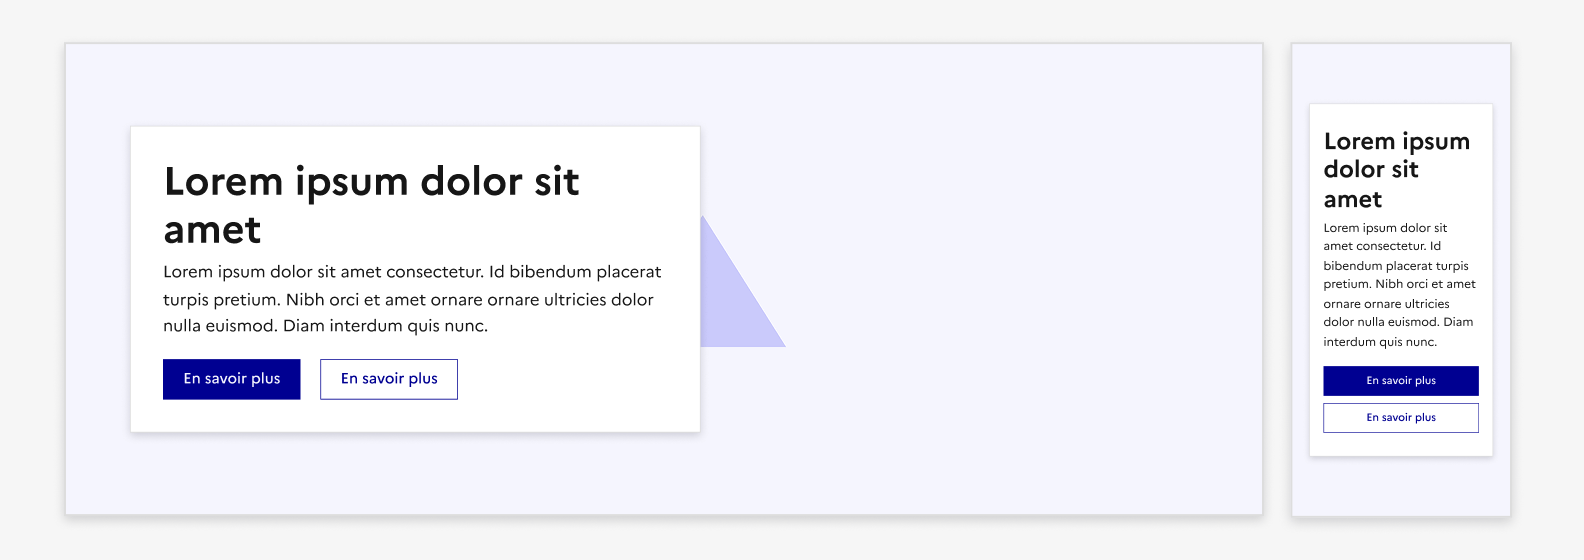 Lorem ipsum dolor sit
amet
Lorem ipsum dolor sit amet consectetur. Id bibendum placerat
turpis pretium. Nibh orci et amet ornare ornare ultricies dolor
nulla euismod. Diam interdum quis nunc.
En savoir plus
En savoir plus
Lorem ipsum
dolor sit
amet
Lorem ipsum dolor sit
amet consectetur. Id
bibendum placerat turpis
pretium. Nibh orci et amet
ornare ornare ultricies
dolor nulla euismod. Diam
interdum quis nunc.
En savoir plus
En savoir plus